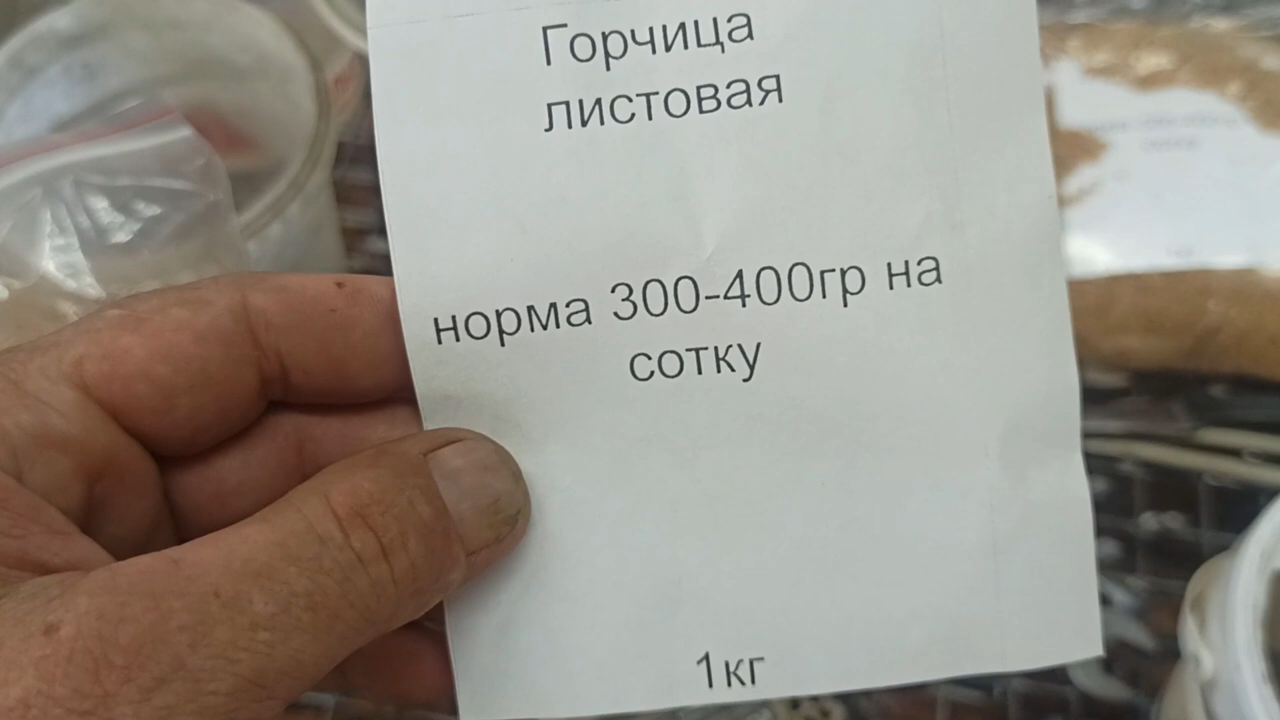 Горчица
листовая
норма 300-400гр на
сотку
1кг